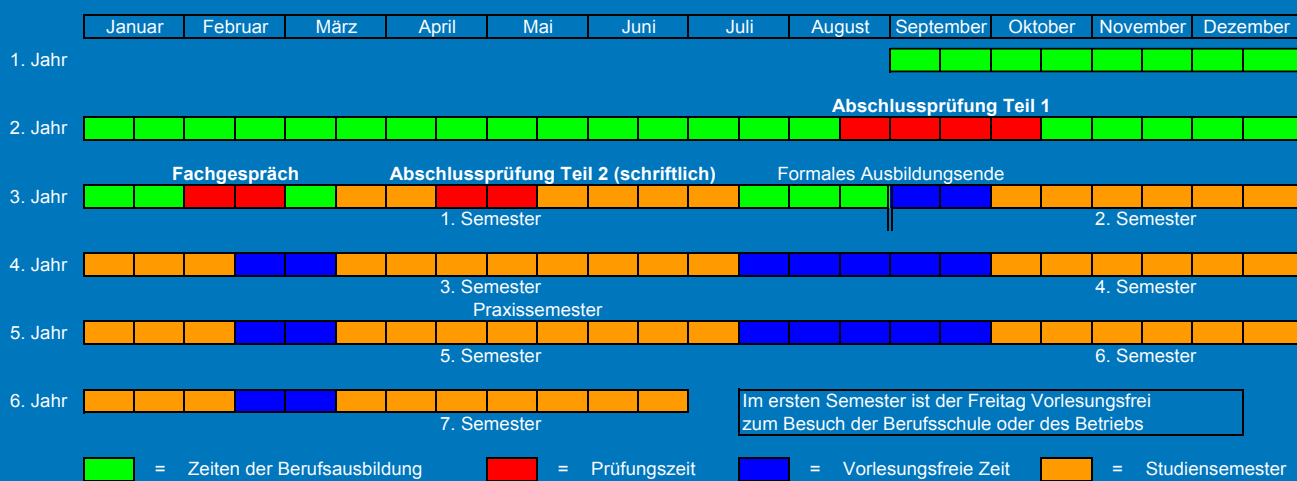 Januar Februar März April Mai Juni Juli August September Oktober November Dezember
1. Jahr
Abschlussprüfung Teil 1
2. Jahr
Fachgespräch Abschlussprüfung Teil 2 (schriftlich) Formales Ausbildungsende
3. Jahr
1. Semester 2. Semester
4. Jahr
3. Semester 4. Semester
Praxissemester
5. Jahr
5. Semester 6. Semester
6. Jahr
Im ersten Semester ist der Freitag Vorlesungsfrei
zum Besuch der Berufsschule oder des Betriebs
7. Semester
= Zeiten der Berufsausbildung = Prüfungszeit = Vorlesungsfreie Zeit = Studiensemester